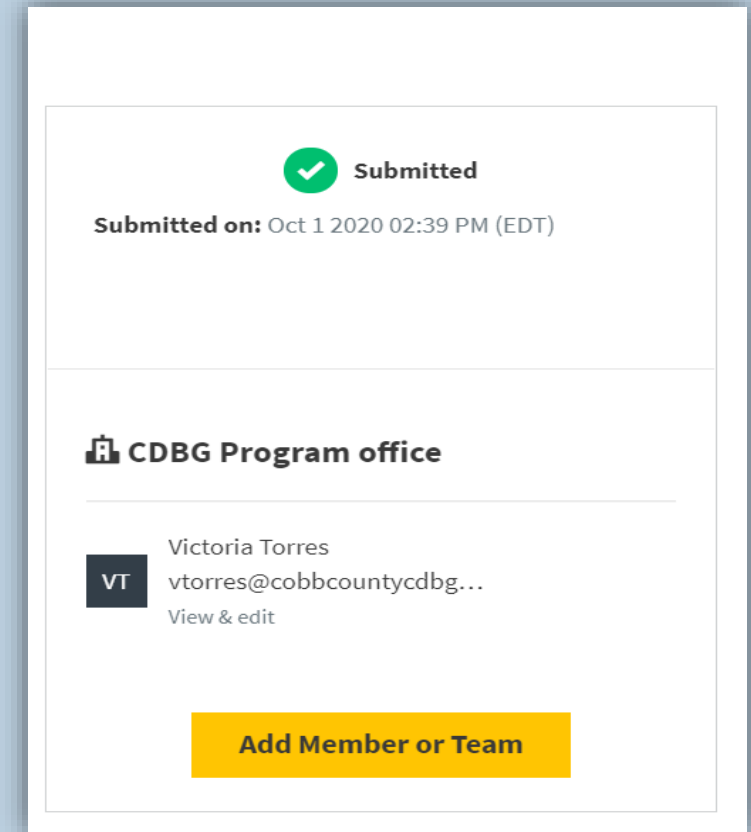 Submitted
Submitted on: Oct 1 2020 02:39 PM (EDT)
CDBG Program office
Victoria Torres
VT
vtorres@cobbcountycdbg...
View & edit
Add Member or Team